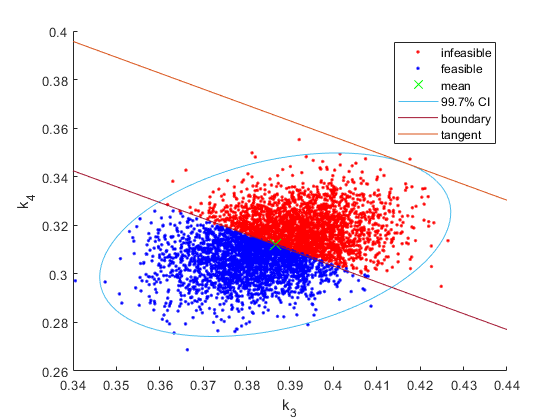 0.4
0.38
0.36
0.34
0.32
0.3
0.28
0.26
k4
infeasible
feasible
mean
99.7% CI
boundary
tangent
0.34 0.35 0.36 0.37 0.38 0.39 0.4 0.41 0.42 0.43 0.44
k3